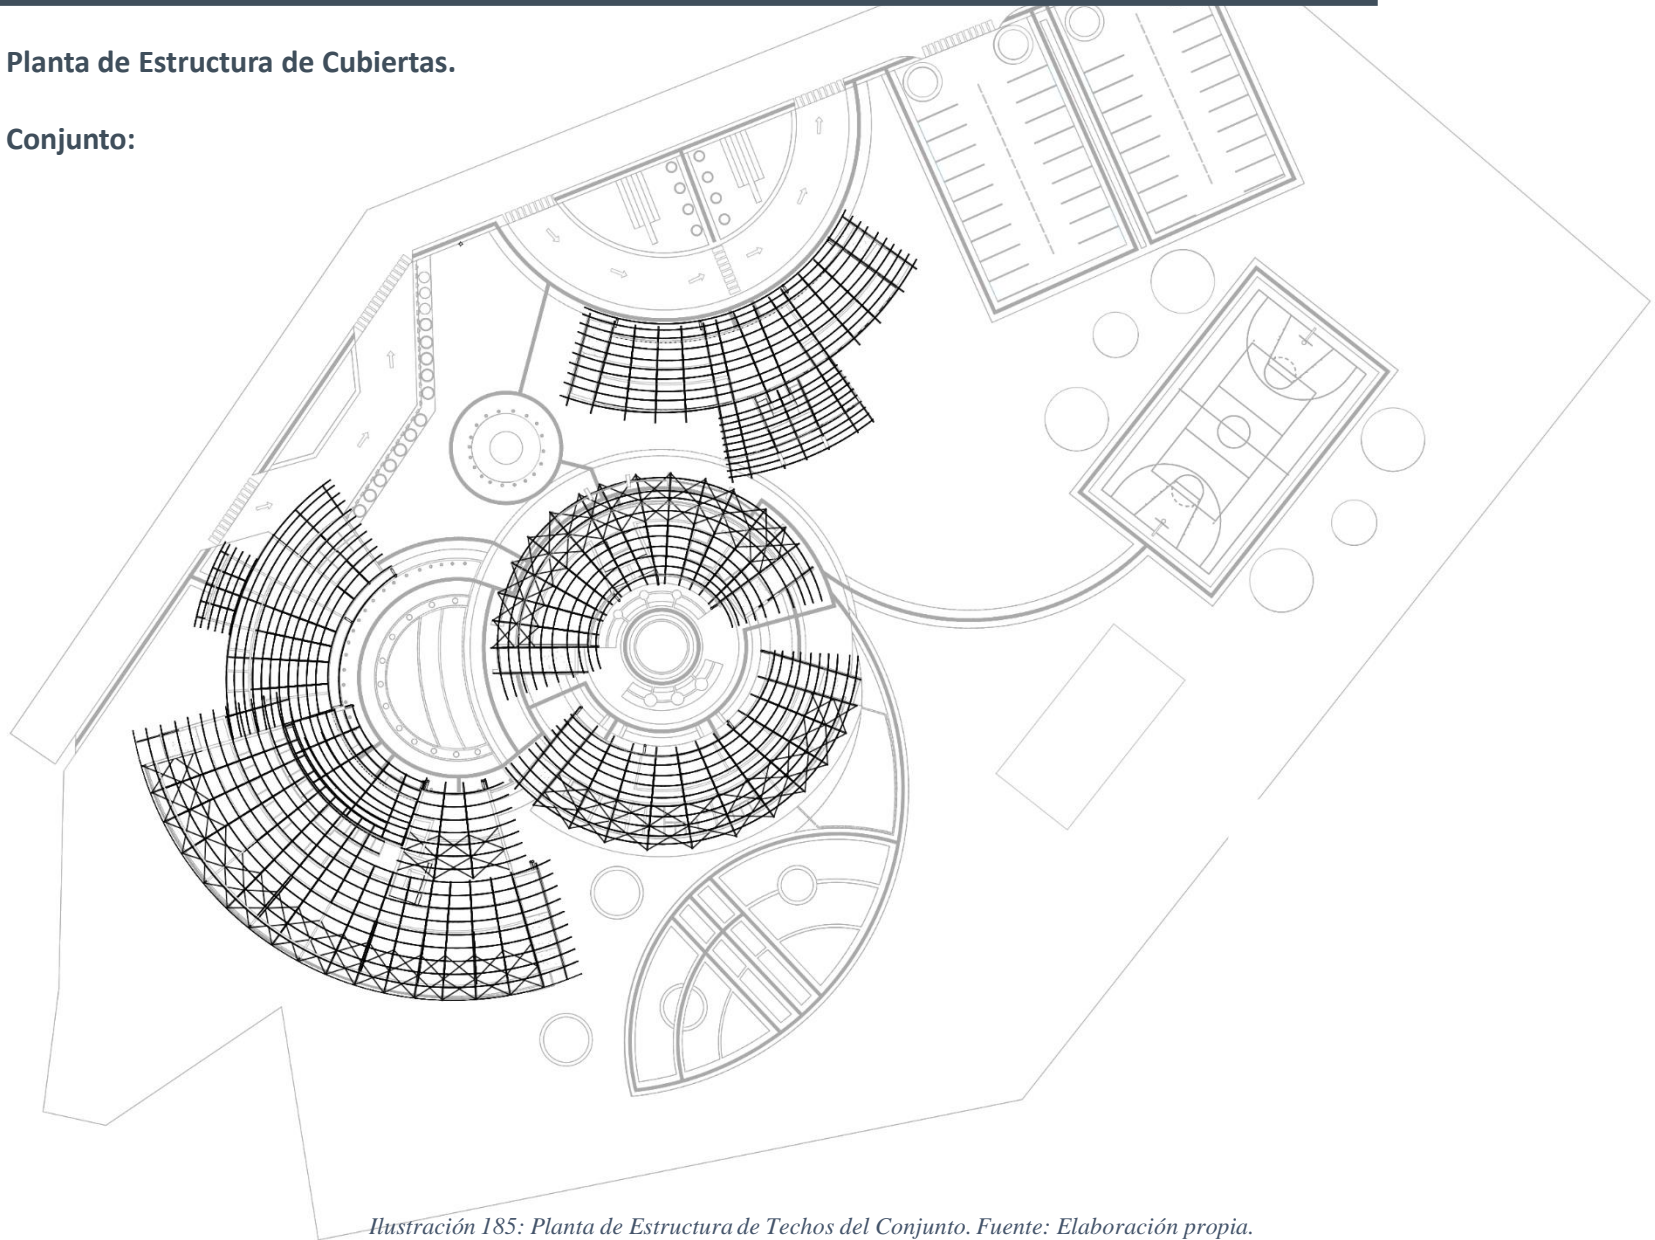 Planta de Estructura de Cubiertas.
Conjunto:
Ilustración 185: Planta de Estructura de Techos del Conjunto. Fuente: Elaboración propia.